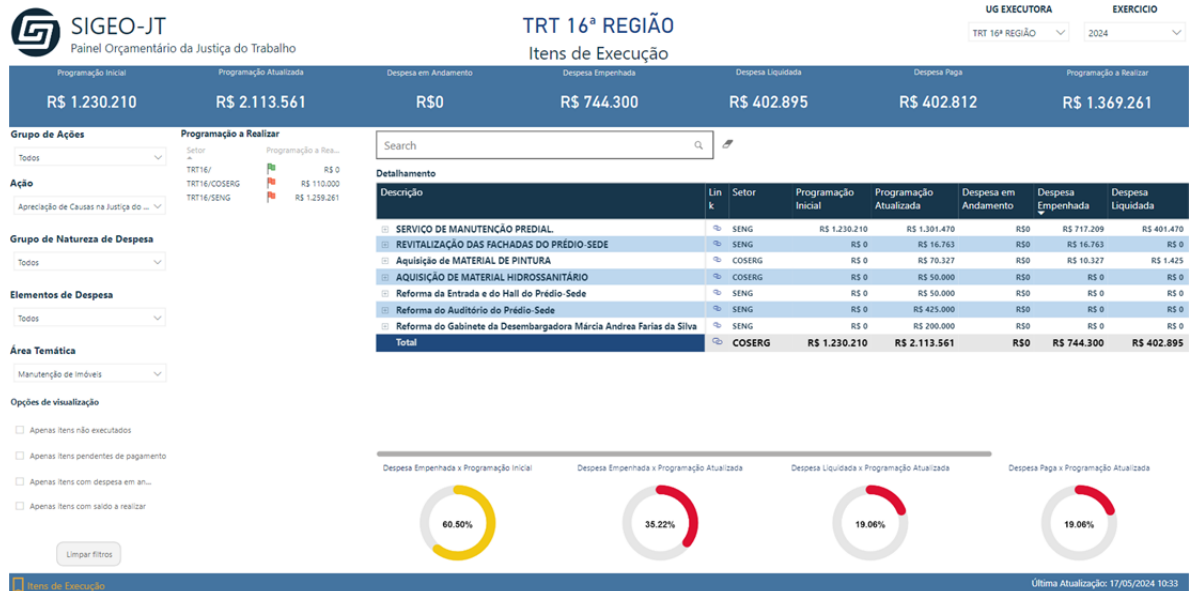 SIGEO-JT
Painel Orçamentário da Justiça do Trabalho
TRT 16ª REGIÃO
Itens de Execução
UG EXECUTORA EXERCICIO
TRT 16ª REGIÃO 2024
Programação Inicial Programação Atualizada Despesa em Andamento Despesa Empenhada Despesa Liquidada Despesa Paga Programação a Realizar
R$ 1.230.210 R$ 2.113.561 R$0 R$ 744.300 R$ 402.895 R$ 402.812 R$ 1.369.261
Grupo de Ações
Todos
Ação
Apreciação de Causas na Justiça do ...
Grupo de Natureza de Despesa
Todos
Elementos de Despesa
Todos
Área Temática
Manutenção de Imóveis
Opções de visualização
Apenas Itens não executados
Apenas Itens pendentes de pagamento
Apenas Itens com despesa em an...
Apenas Itens com saldo a realizar
Limpar filtros
Programação a Realizar
Setor Programação a Rea...
TRT16/ R$ 0
TRT16/COSERG R$ 110.000
TRT16/SENG R$ 1.259.261
Search
Detalhamento
Descrição Link Setor Programação Inicial Programação Atualizada Despesa em Andamento Despesa Empenhada Despesa Liquidada
SERVIÇO DE MANUTENÇÃO PREDIAL. SENG R$ 1.230.210 R$ 1.301.470 R$0 R$ 717.209 R$ 401.470
REVITALIZAÇÃO DAS FACHADAS DO PRÉDIO-SEDE SENG R$ 0 R$ 16.763 R$0 R$ 16.763 R$ 0
Aquisição de MATERIAL DE PINTURA COSERG R$ 0 R$ 70.327 R$0 R$ 10.327 R$ 1.425
AQUISIÇÃO DE MATERIAL HIDROSSANITÁRIO COSERG R$ 0 R$ 50.000 R$0 R$ 0 R$ 0
Reforma da Entrada e do Hall do Prédio-Sede SENG R$ 0 R$ 50.000 R$0 R$ 0 R$ 0
Reforma do Auditório do Prédio-Sede SENG R$ 0 R$ 425.000 R$0 R$ 0 R$ 0
Reforma do Gabinete da Desembargadora Márcia Andrea Farias da Silva SENG R$ 0 R$ 200.000 R$0 R$ 0 R$ 0
Total COSERG R$ 1.230.210 R$ 2.113.561 R$0 R$ 744.300 R$ 402.895
Despesa Empenhada x Programação Inicial Despesa Empenhada x Programação Atualizada Despesa Liquidada x Programação Atualizada Despesa Paga x Programação Atualizada
60.50% 35.22% 19.06% 19.06%
Itens de Execução
Última Atualização: 17/05/2024 10:33